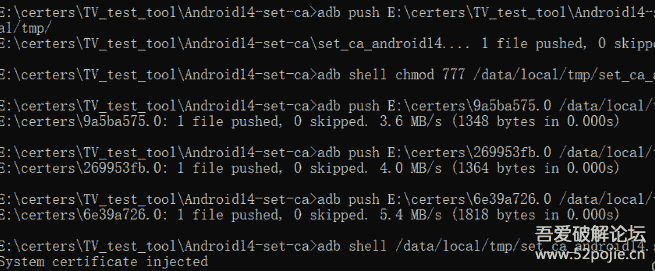 E:\certers\TV_test_tool\Android14-set-ca>adb push E:\certers\TV_test_tool\Android14-s
al/tmp/
E:\certers\TV_test_tool\Android14-set-ca\set_ca_android14.... 1 file pushed, 0 skippe
E:\certers\TV_test_tool\Android14-set-ca>adb shell chmod 777 /data/local/tmp/set_ca_a
E:\certers\TV_test_tool\Android14-set-ca>adb push E:\certers\9a5ba575.0 /data/local/t
E:\certers\9a5ba575.0: 1 file pushed, 0 skipped. 3.6 MB/s (1348 bytes in 0.000s)
E:\certers\TV_test_tool\Android14-set-ca>adb push E:\certers\269953fb.0 /data/local/t
E:\certers\269953fb.0: 1 file pushed, 0 skipped. 4.0 MB/s (1364 bytes in 0.000s)
E:\certers\TV_test_tool\Android14-set-ca>adb push E:\certers\6e39a726.0 /data/local/t
E:\certers\6e39a726.0: 1 file pushed, 0 skipped. 5.4 MB/s (1818 bytes in 0.000s)
E:\certers\TV_test_tool\Android14-set-ca>adb shell /data/local/tmp/set_ca_android14.s
System certificate injected
吾爱破解论坛
www.52pojie.cn